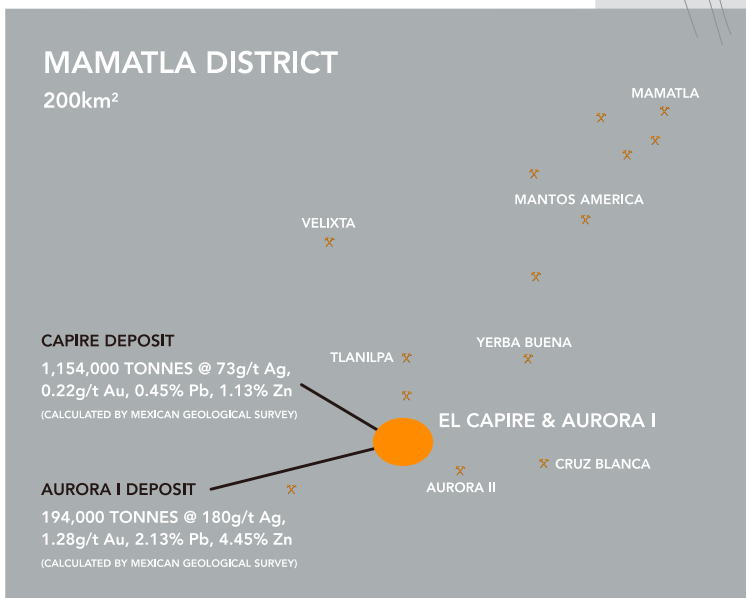 MAMATLA DISTRICT
200km²
MAMATLA
MANTOS AMERICA
VELIXTA
CAPIRE DEPOSIT
1,154,000 TONNES @ 73g/t Ag,
0.22g/t Au, 0.45% Pb, 1.13% Zn
(CALCULATED BY MEXICAN GEOLOGICAL SURVEY)
TLANILPA
YERBA BUENA
EL CAPIRE & AURORA I
CRUZ BLANCA
AURORA II
AURORA I DEPOSIT
194,000 TONNES @ 180g/t Ag,
1.28g/t Au, 2.13% Pb, 4.45% Zn
(CALCULATED BY MEXICAN GEOLOGICAL SURVEY)